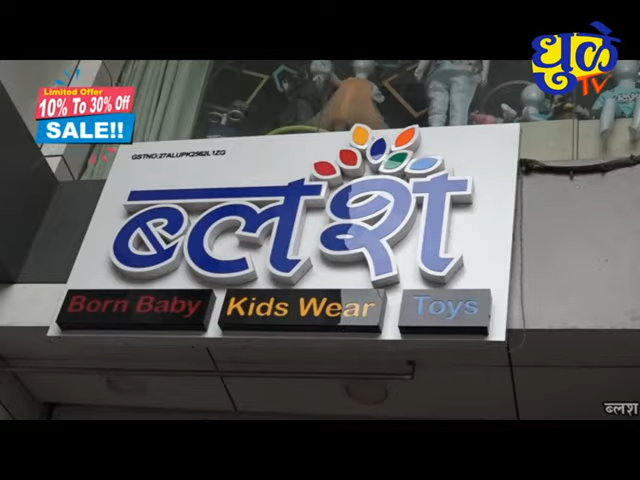 धुळे
TV
Limited Offer
10% To 30% Off
SALE!!
GSTNO:27ALUPK2562L1ZG
ब्लश
Born Baby
Kids Wear
Toys
ब्लश